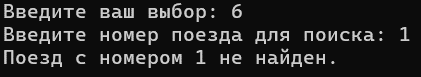 Введите ваш выбор: 6
Введите номер поезда для поиска: 1
Поезд с номером 1 не найден.